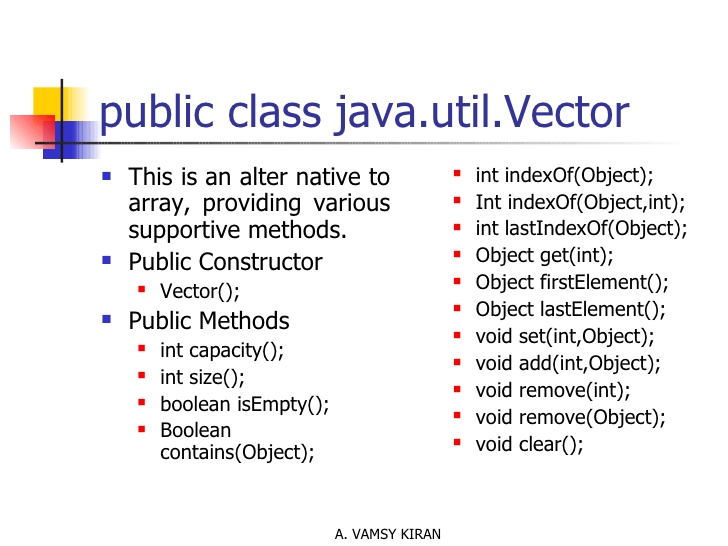 public class java.util.Vector
This is an alter native to
array, providing various
supportive methods.
Public Constructor
Vector();
Public Methods
int capacity();
int size();
boolean isEmpty();
Boolean
contains(Object);
int indexOf(Object);
Int indexOf(Object,int);
int lastIndexOf(Object);
Object get(int);
Object firstElement();
Object lastElement();
void set(int,Object);
void add(int,Object);
void remove(int);
void remove(Object);
void clear();
A. VAMSY KIRAN